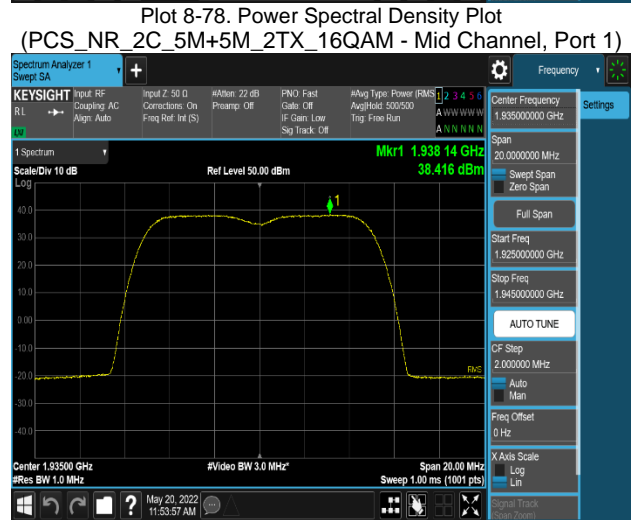 Plot 8-78. Power Spectral Density Plot
(PCS_NR_2C_5M+5M_2TX_16QAM - Mid Channel, Port 1)
Spectrum Analyzer 1
Swept SA
+
Frequency
KEYSIGHT
RL
Input: RF
Coupling: AC
Align: Auto
Input Z: 50 Ω
Corrections: On
Freq Ref: Int (S)
#Atten: 22 dB
Preamp: Off
PNO: Fast
Gate: Off
IF Gain: Low
Sig Track: Off
#Avg Type: Power (RMS
Avg|Hold: 500/500
Trig: Free Run
1 2 3 4 5 6
A W W W W W
A N N N N N
1 Spectrum
Scale/Div 10 dB
Log
Ref Level 50.00 dBm
Mkr1 1.938 14 GHz
38.416 dBm
1
40.0
30.0
20.0
10.0
0.00
-10.0
-20.0
-30.0
-40.0
RMS
Center 1.93500 GHz
#Res BW 1.0 MHz
#Video BW 3.0 MHz*
Span 20.00 MHz
Sweep 1.00 ms (1001 pts)
Center Frequency
1.935000000 GHz
Settings
Span
20.0000000 MHz
Swept Span
Zero Span
Full Span
Start Freq
1.925000000 GHz
Stop Freq
1.945000000 GHz
AUTO TUNE
CF Step
2.000000 MHz
Auto
Man
Freq Offset
0 Hz
X Axis Scale
Log
Lin
Signal Track
(Span Zoom)
?
May 20, 2022
11:53:57 AM